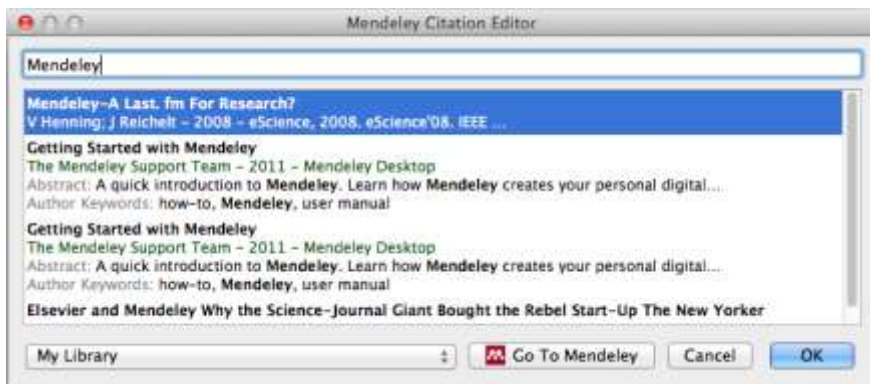 Mendeley Citation Editor
Mendeley
Mendeley-A Last. fm For Research?
V Henning; J Reichelt - 2008 - eScience, 2008. eScience'08. IEEE ...
Getting Started with Mendeley
The Mendeley Support Team - 2011 - Mendeley Desktop
Abstract: A quick introduction to Mendeley. Learn how Mendeley creates your personal digital...
Author Keywords: how-to, Mendeley, user manual
Getting Started with Mendeley
The Mendeley Support Team - 2011 - Mendeley Desktop
Abstract: A quick introduction to Mendeley. Learn how Mendeley creates your personal digital...
Author Keywords: how-to, Mendeley, user manual
Elsevier and Mendeley Why the Science-Journal Giant Bought the Rebel Start-Up The New Yorker
My Library Go To Mendeley Cancel OK